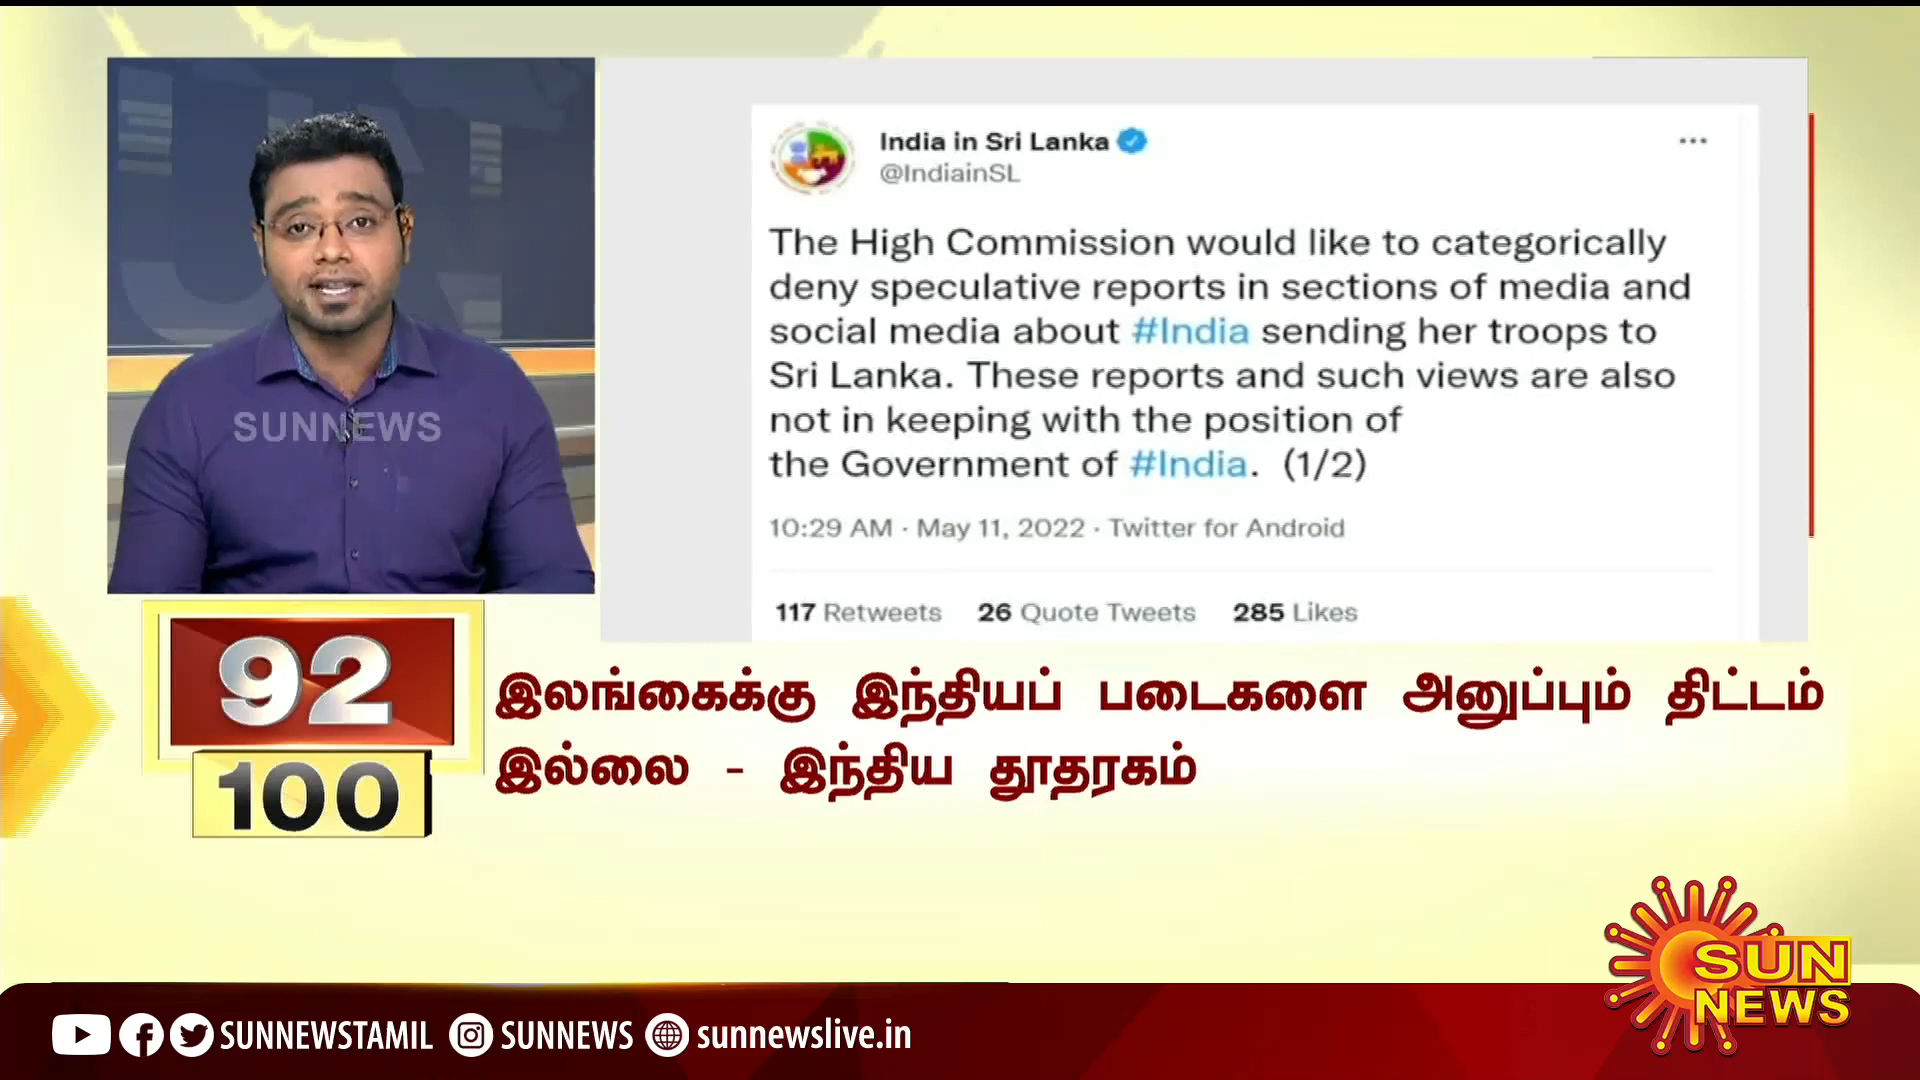 India in Sri Lanka
@IndiainSL
The High Commission would like to categorically
deny speculative reports in sections of media and
social media about #India sending her troops to
Sri Lanka. These reports and such views are also
not in keeping with the position of
the Government of #India. (1/2)
10:29 AM · May 11, 2022 · Twitter for Android
117 Retweets 26 Quote Tweets 285 Likes
SUNNEWS
92
100
இலங்கைக்கு இந்தியப் படைகளை அனுப்பும் திட்டம்
இல்லை - இந்திய தூதரகம்
SUN
NEWS
SUNNEWSTAMIL SUNNEWS sunnewslive.in